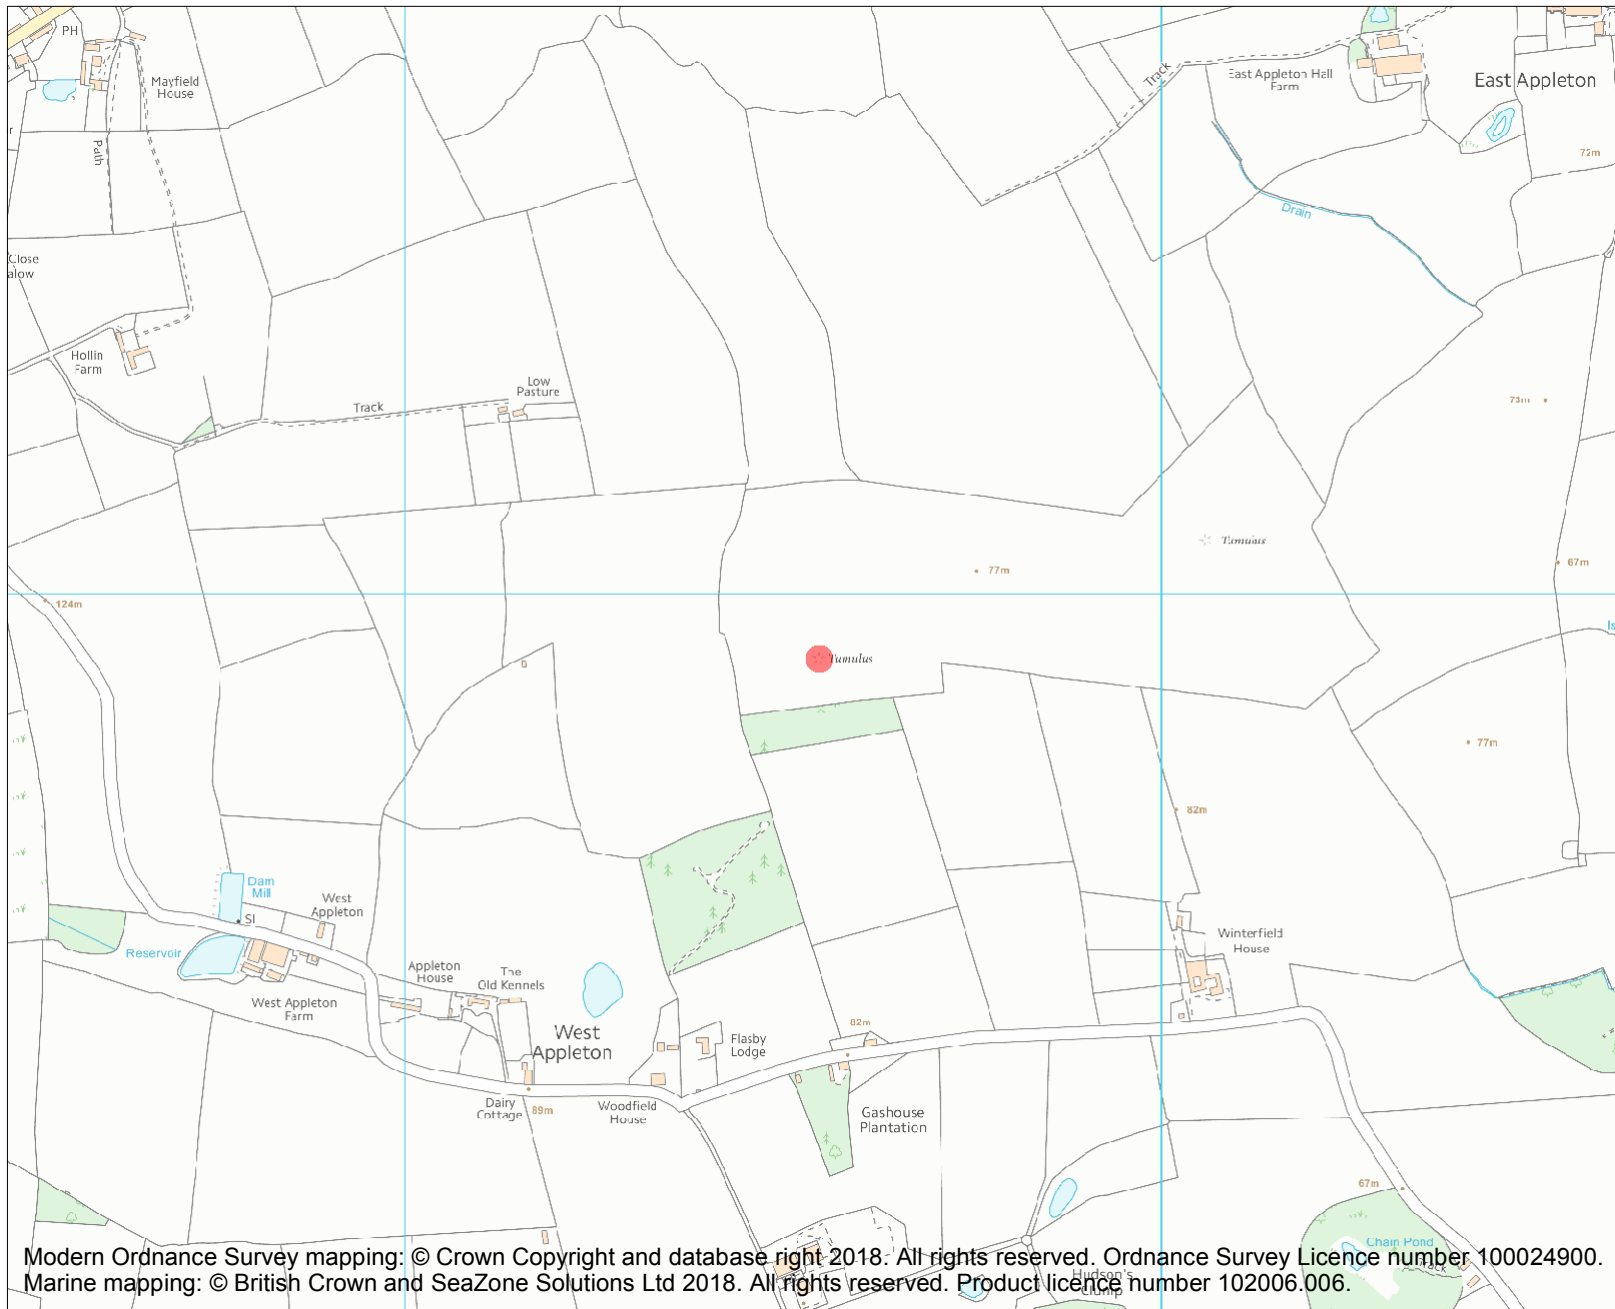 PH
Mayfield
House
Path
r
Close
alow
Hollin
Farm
Track
Low
Pasture
Track
East Appleton Hall
Farm
East Appleton
72m
Drain
73m
Tumulus
77m
67m
124m
Is
Tumulus
77m
82m
Dam
Mill
Sl
West
Appleton
Reservoir
West Appleton
Farm
Appleton
House
The
Old Kennels
West
Appleton
Flasby
Lodge
82m
Winterfield
House
Dairy
Cottage
89m
Woodfield
House
Gashouse
Plantation
67m
Chain Pond
Track
Hudson's
Clump
Modern Ordnance Survey mapping: © Crown Copyright and database right 2018. All rights reserved. Ordnance Survey Licence number 100024900.
Marine mapping: © British Crown and SeaZone Solutions Ltd 2018. All rights reserved. Product licence number 102006.006.